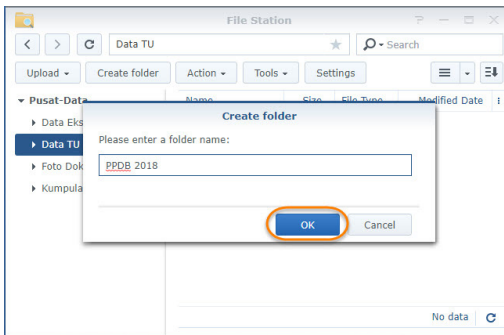 File Station
Data TU
Search
Upload
Create folder
Action
Tools
Settings
Pusat-Data
Name
Size
File Type
Modified Date
Data Eks
Data TU
Foto Dok
Kumpula
Create folder
Please enter a folder name:
PPDB 2018
OK
Cancel
No data